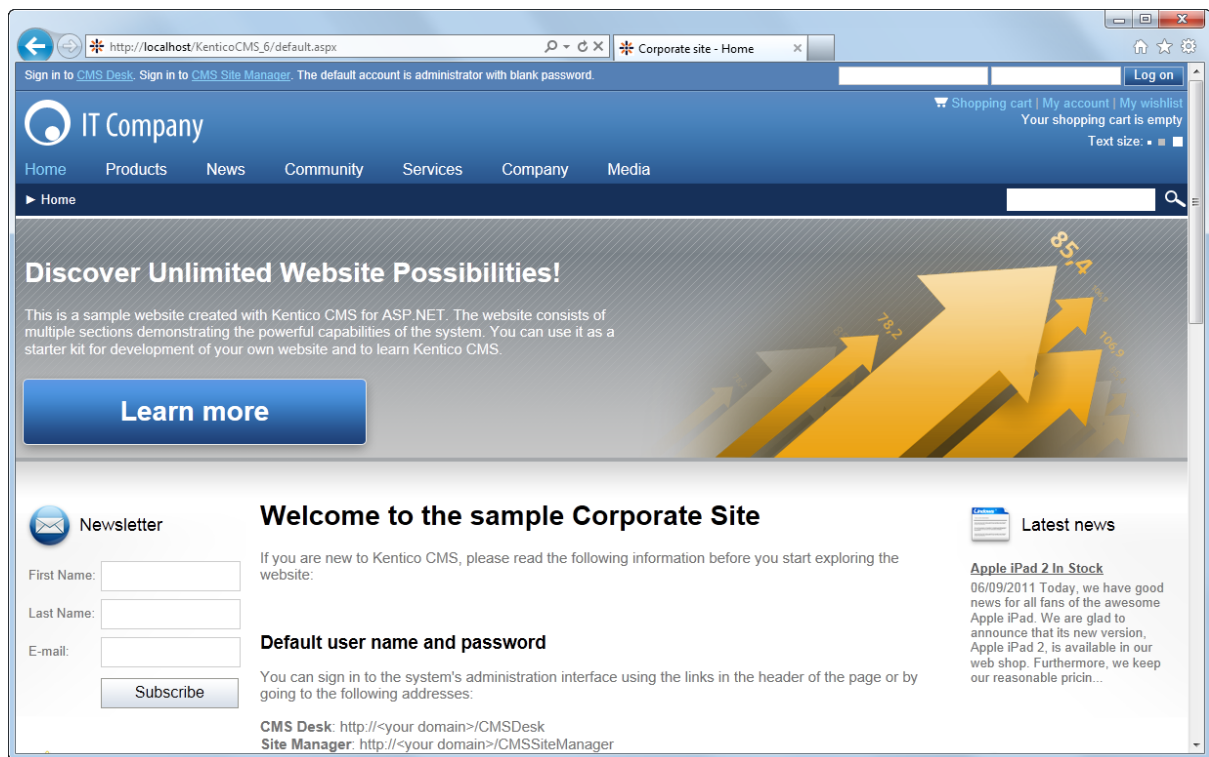 http://localhost/KenticoCMS_6/default.aspx
Corporate site - Home
Sign in to CMS Desk. Sign in to CMS Site Manager. The default account is administrator with blank password.
Log on
Shopping cart | My account | My wishlist
Your shopping cart is empty
Text size:
IT Company
Home Products News Community Services Company Media
► Home
Discover Unlimited Website Possibilities!
This is a sample website created with Kentico CMS for ASP.NET. The website consists of
multiple sections demonstrating the powerful capabilities of the system. You can use it as a
starter kit for development of your own website and to learn Kentico CMS.
Learn more
85,4
78,2
106,9
Newsletter
First Name:
Last Name:
E-mail:
Subscribe
Welcome to the sample Corporate Site
If you are new to Kentico CMS, please read the following information before you start exploring the
website:
Default user name and password
You can sign in to the system's administration interface using the links in the header of the page or by
going to the following addresses:
CMS Desk: http://<your domain>/CMSDesk
Site Manager: http://<your domain>/CMSSiteManager
Latest news
Apple iPad 2 In Stock
06/09/2011 Today, we have good
news for all fans of the awesome
Apple iPad. We are glad to
announce that its new version,
Apple iPad 2, is available in our
web shop. Furthermore, we keep
our reasonable pricin...